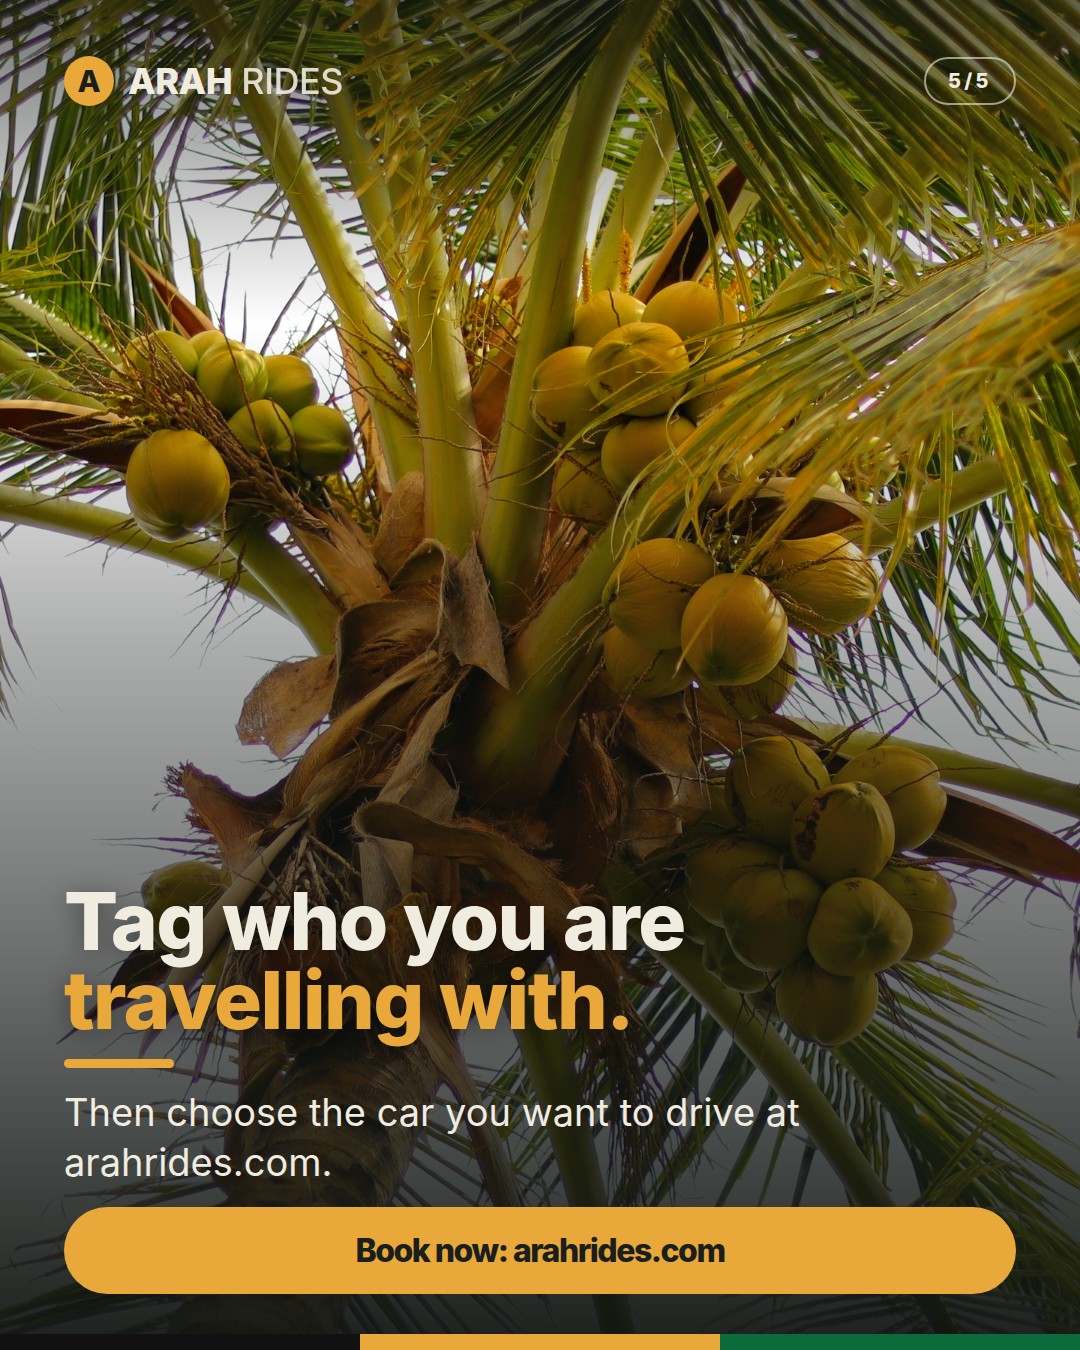 A ARAH RIDES
5/5
Tag who you are
travelling with.
Then choose the car you want to drive at
arahrides.com.
Book now: arahrides.com